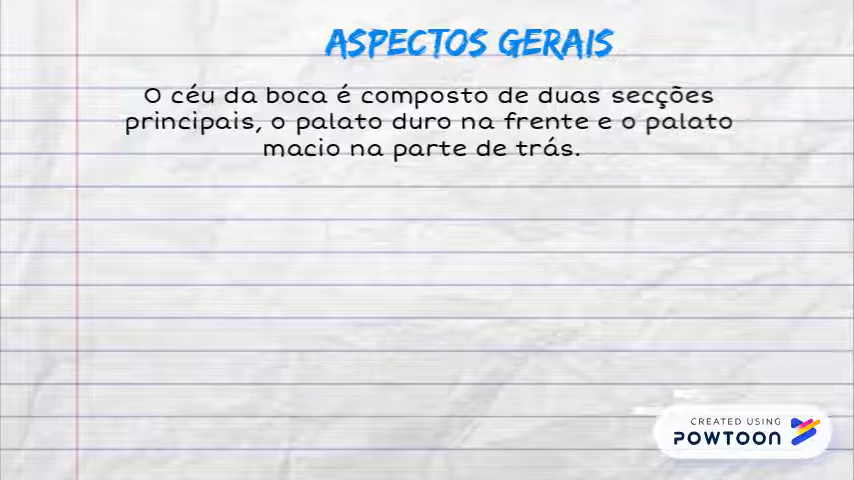 ASPECTOS GERAIS
O céu da boca é composto de duas secções
principais, o palato duro na frente e o palato
macio na parte de trás.
CREATED USING
POWTOON